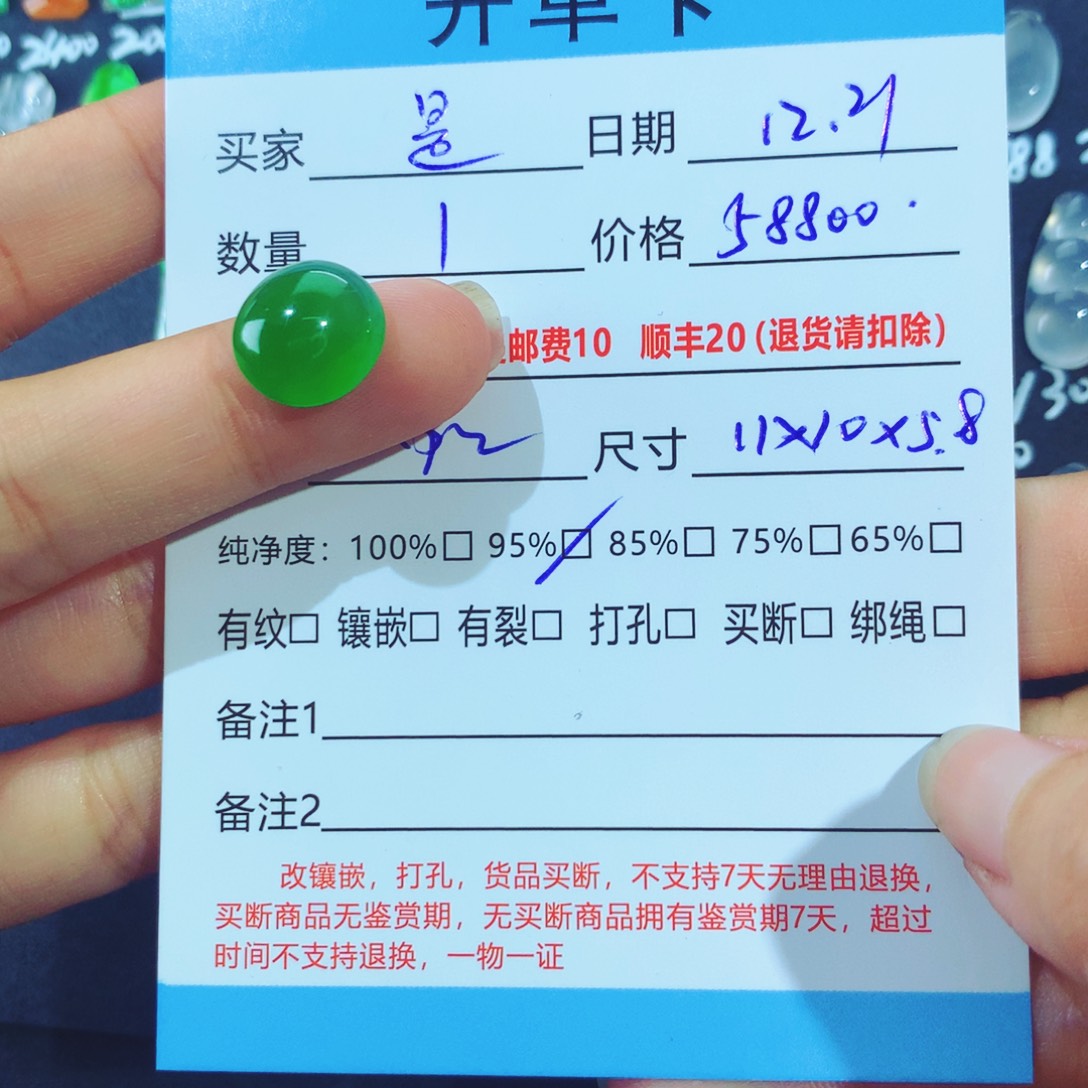 开单卡
买家 是 日期 12.21
数量 1 价格 58800.
邮费10 顺丰20(退货请扣除)
尺寸 11×10×5.8
纯净度：100%□ 95%□ 85%□ 75%□ 65%□
有纹□ 镶嵌□ 有裂□ 打孔□ 买断□ 绑绳□
备注1
备注2
改镶嵌，打孔，货品买断，不支持7天无理由退换，
买断商品无鉴赏期，无买断商品拥有鉴赏期7天，超过
时间不支持退换，一物一证